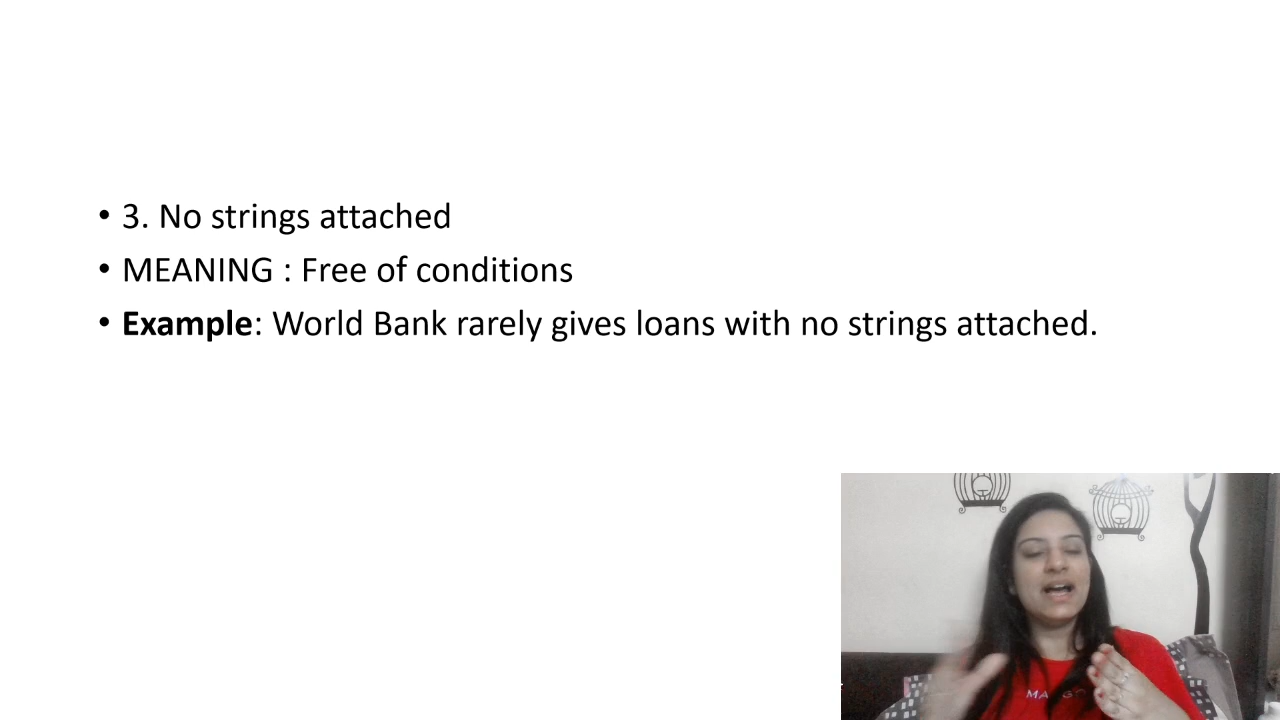 • 3. No strings attached
• MEANING : Free of conditions
• Example: World Bank rarely gives loans with no strings attached.